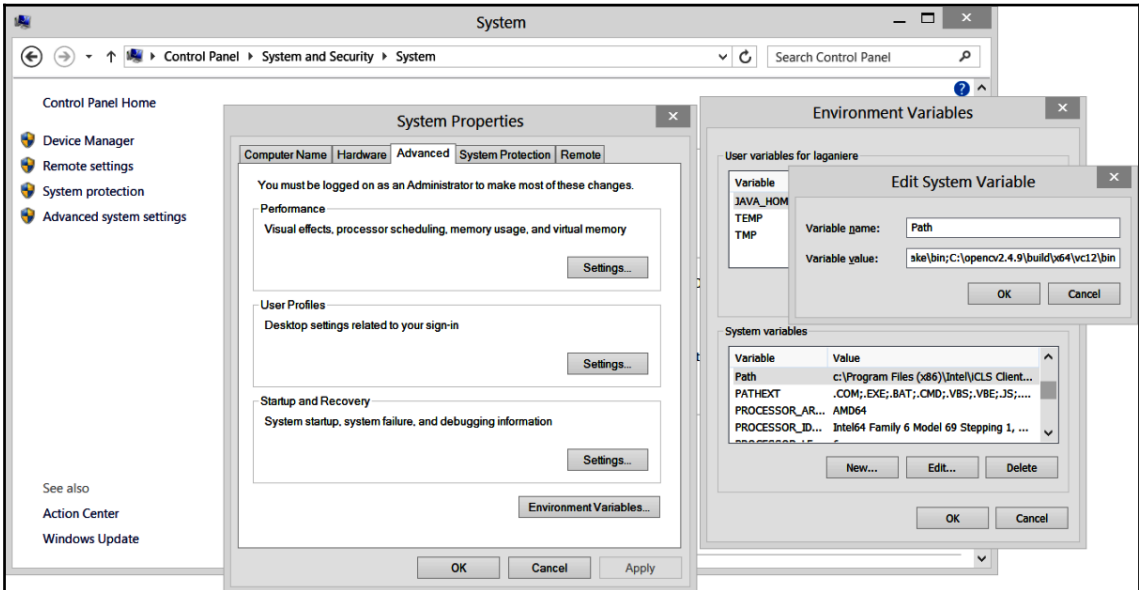 System
Control Panel System and Security System
Search Control Panel
Control Panel Home
Device Manager
Remote settings
System protection
Advanced system settings
See also
Action Center
Windows Update
System Properties
Computer Name Hardware Advanced System Protection Remote
You must be logged on as an Administrator to make most of these changes.
Performance
Visual effects, processor scheduling, memory usage, and virtual memory
Settings...
User Profiles
Desktop settings related to your sign-in
Settings...
Startup and Recovery
System startup, system failure, and debugging information
Settings...
Environment Variables...
OK Cancel Apply
Environment Variables
User variables for laganiere
Variable
JAVA_HOM
TEMP
TMP
Edit System Variable
Variable name: Path
Variable value: ake\bin;C:\opencv2.4.9\build\x64\vc12\bin
OK Cancel
System variables
Variable Value
Path c:\Program Files (x86)\Intel\iCLS Client...
PATHEXT .COM;.EXE;.BAT;.CMD;.VBS;.VBE;.JS;....
PROCESSOR_AR... AMD64
PROCESSOR_ID... Intel64 Family 6 Model 69 Stepping 1, ...
New... Edit... Delete
OK Cancel